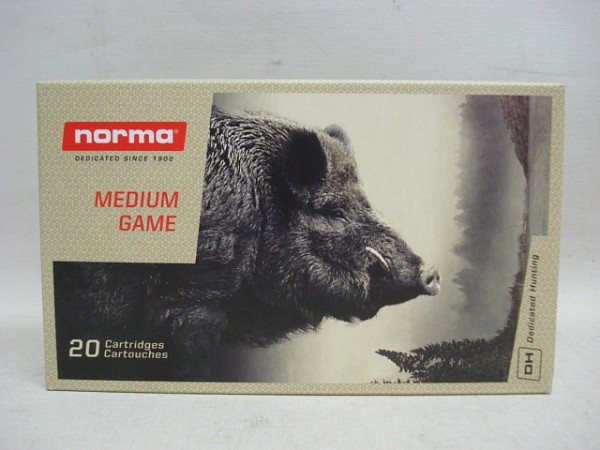 norma®
DEDICATED SINCE 1902
MEDIUM
GAME
20 Cartridges
Cartouches
DH Dedicated Hunting